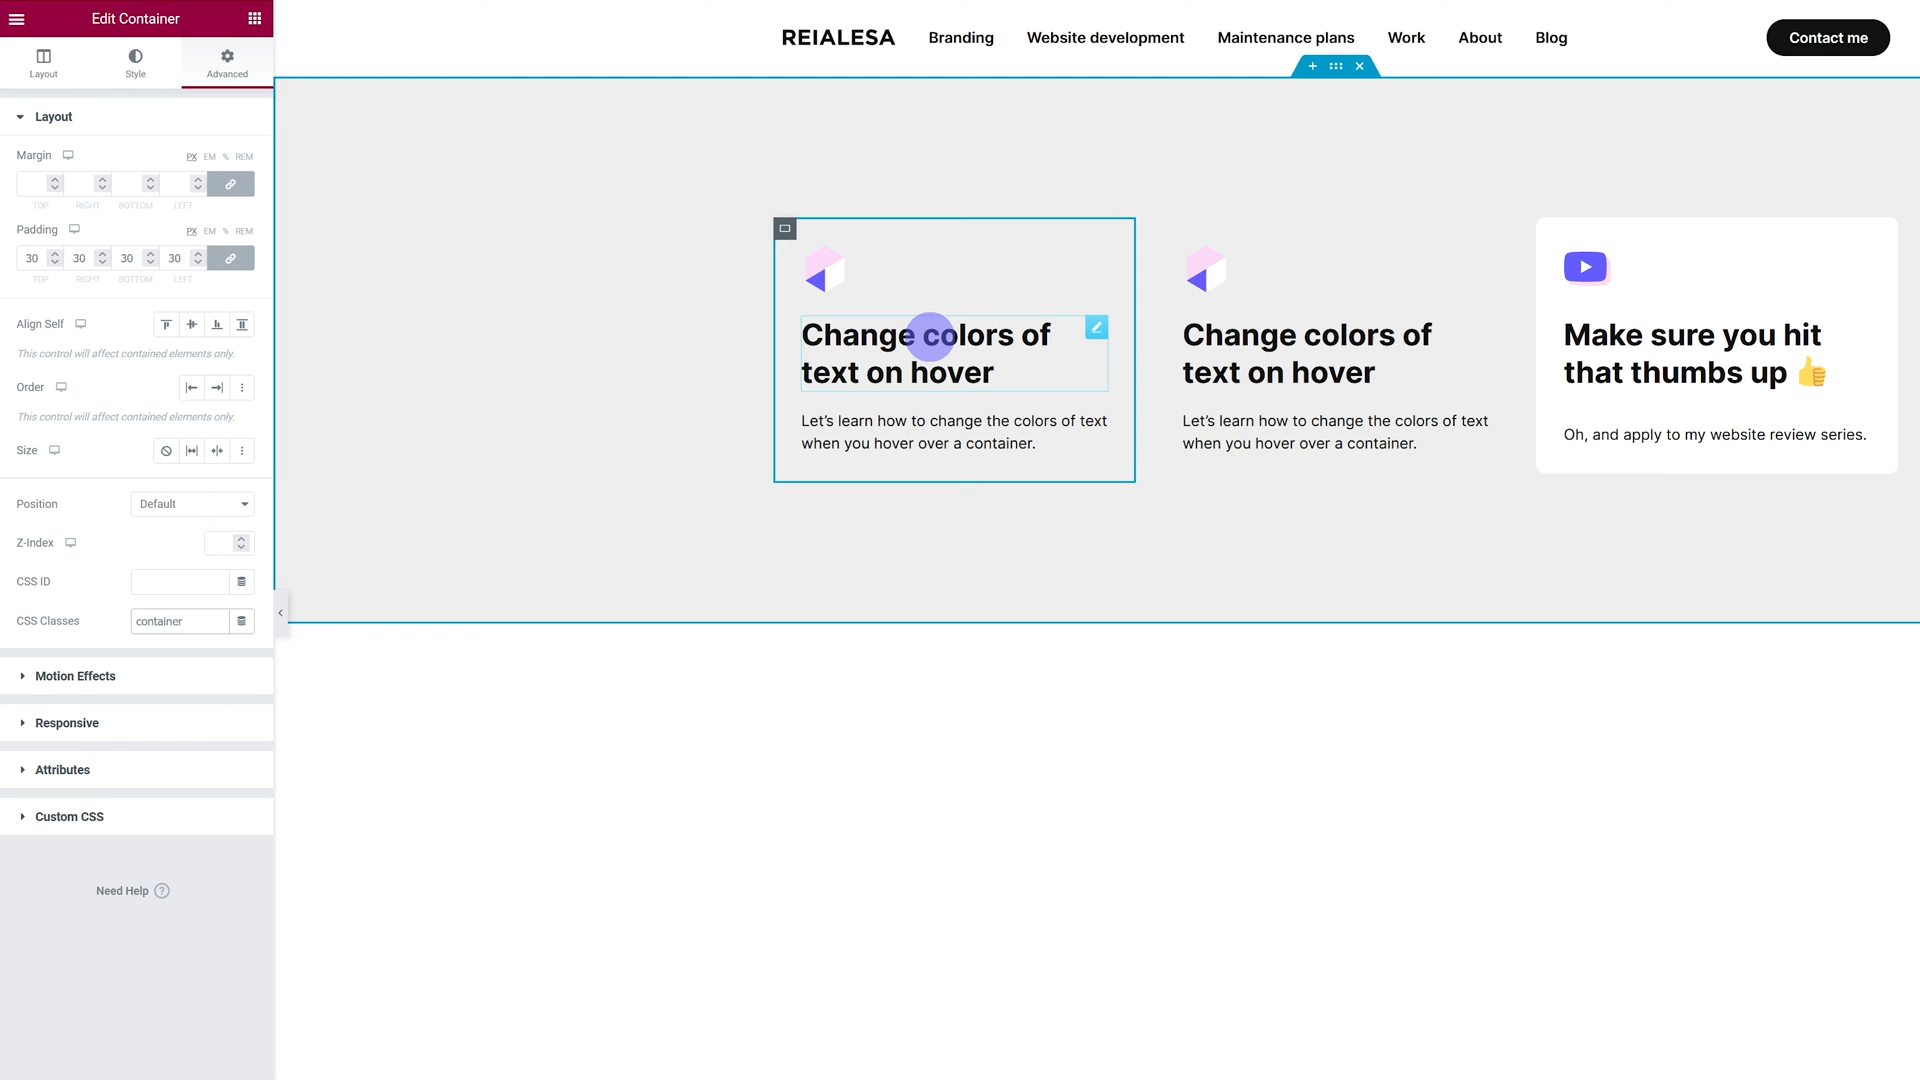 Edit Container
Layout
Style
Advanced
Layout
Margin
PX EM % REM
TOP RIGHT BOTTOM LEFT
Padding
PX EM % REM
30 30 30 30
TOP RIGHT BOTTOM LEFT
Align Self
This control will affect contained elements only.
Order
This control will affect contained elements only.
Size
Position
Default
Z-Index
CSS ID
CSS Classes
container
Motion Effects
Responsive
Attributes
Custom CSS
Need Help ?
REIALESA
Branding
Website development
Maintenance plans
Work
About
Blog
Contact me
Change colors of
text on hover
Let's learn how to change the colors of text
when you hover over a container.
Change colors of
text on hover
Let's learn how to change the colors of text
when you hover over a container.
Make sure you hit
that thumbs up 👍
Oh, and apply to my website review series.